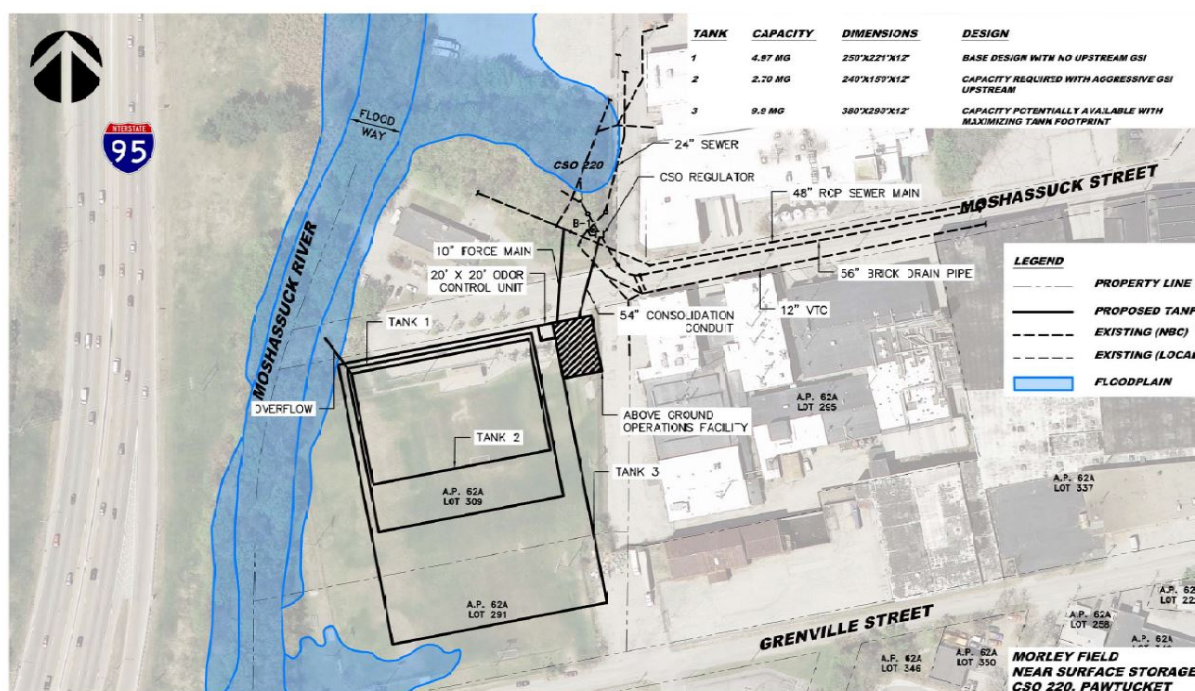 TANK CAPACITY DIMENSIONS DESIGN
1 4.97 MG 250'X221'X12' BASE DESIGN WITH NO UPSTREAM GSI
2 2.70 MG 240'X150'X12' CAPACITY REQUIRED WITH AGGRESSIVE GSI
UPSTREAM
3 9.9 MG 380'X290'X12' CAPACITY POTENTIALLY AVAILABLE WITH
MAXIMIZING TANK FOOTPRINT
INTERSTATE
95
FLOOD
WAY
CSO 220
24" SEWER
CSO REGULATOR
48" RCP SEWER MAIN
MOSHASSUCK STREET
MOSHASSUCK RIVER
10" FORCE MAIN
20' X 20' ODOR
CONTROL UNIT
56" BRICK DRAIN PIPE
12" VTC
54" CONSOLIDATION
CONDUIT
TANK 1
OVERFLOW
TANK 2
ABOVE GROUND
OPERATIONS FACILITY
TANK 3
A.P. 62A
LOT 309
A.P. 62A
LOT 295
A.P. 62A
LOT 337
A.P. 62A
LOT 291
LEGEND
PROPERTY LINE
PROPOSED TANK
EXISTING (NBC)
EXISTING (LOCAL
FLOODPLAIN
GRENVILLE STREET
A.P. 62A
LOT 346
A.P. 62A
LOT 350
A.P. 62A
LOT 258
A.P. 62A
MORLEY FIELD
NEAR SURFACE STORAGE
CSO 220, PAWTUCKET